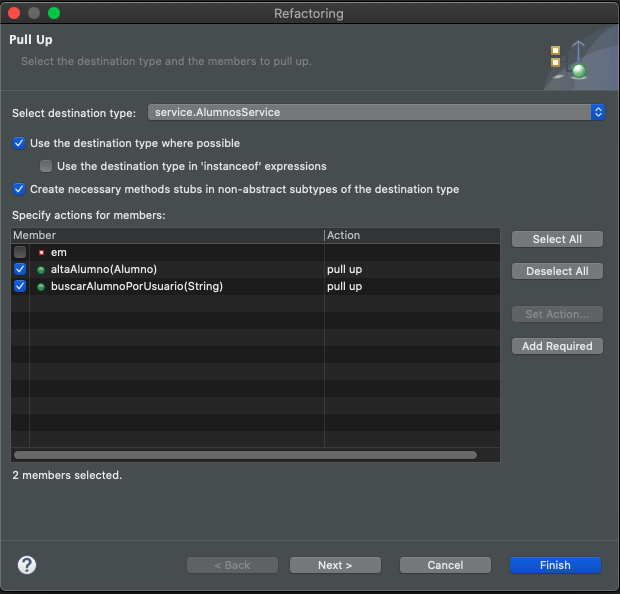 Refactoring
Pull Up
Select the destination type and the members to pull up.
Select destination type: service.AlumnosService
Use the destination type where possible
Use the destination type in 'instanceof' expressions
Create necessary methods stubs in non-abstract subtypes of the destination type
Specify actions for members:
Member Action
em
altaAlumno(Alumno) pull up
buscarAlumnoPorUsuario(String) pull up
Select All
Deselect All
Set Action...
Add Required
2 members selected.
? < Back Next > Cancel Finish